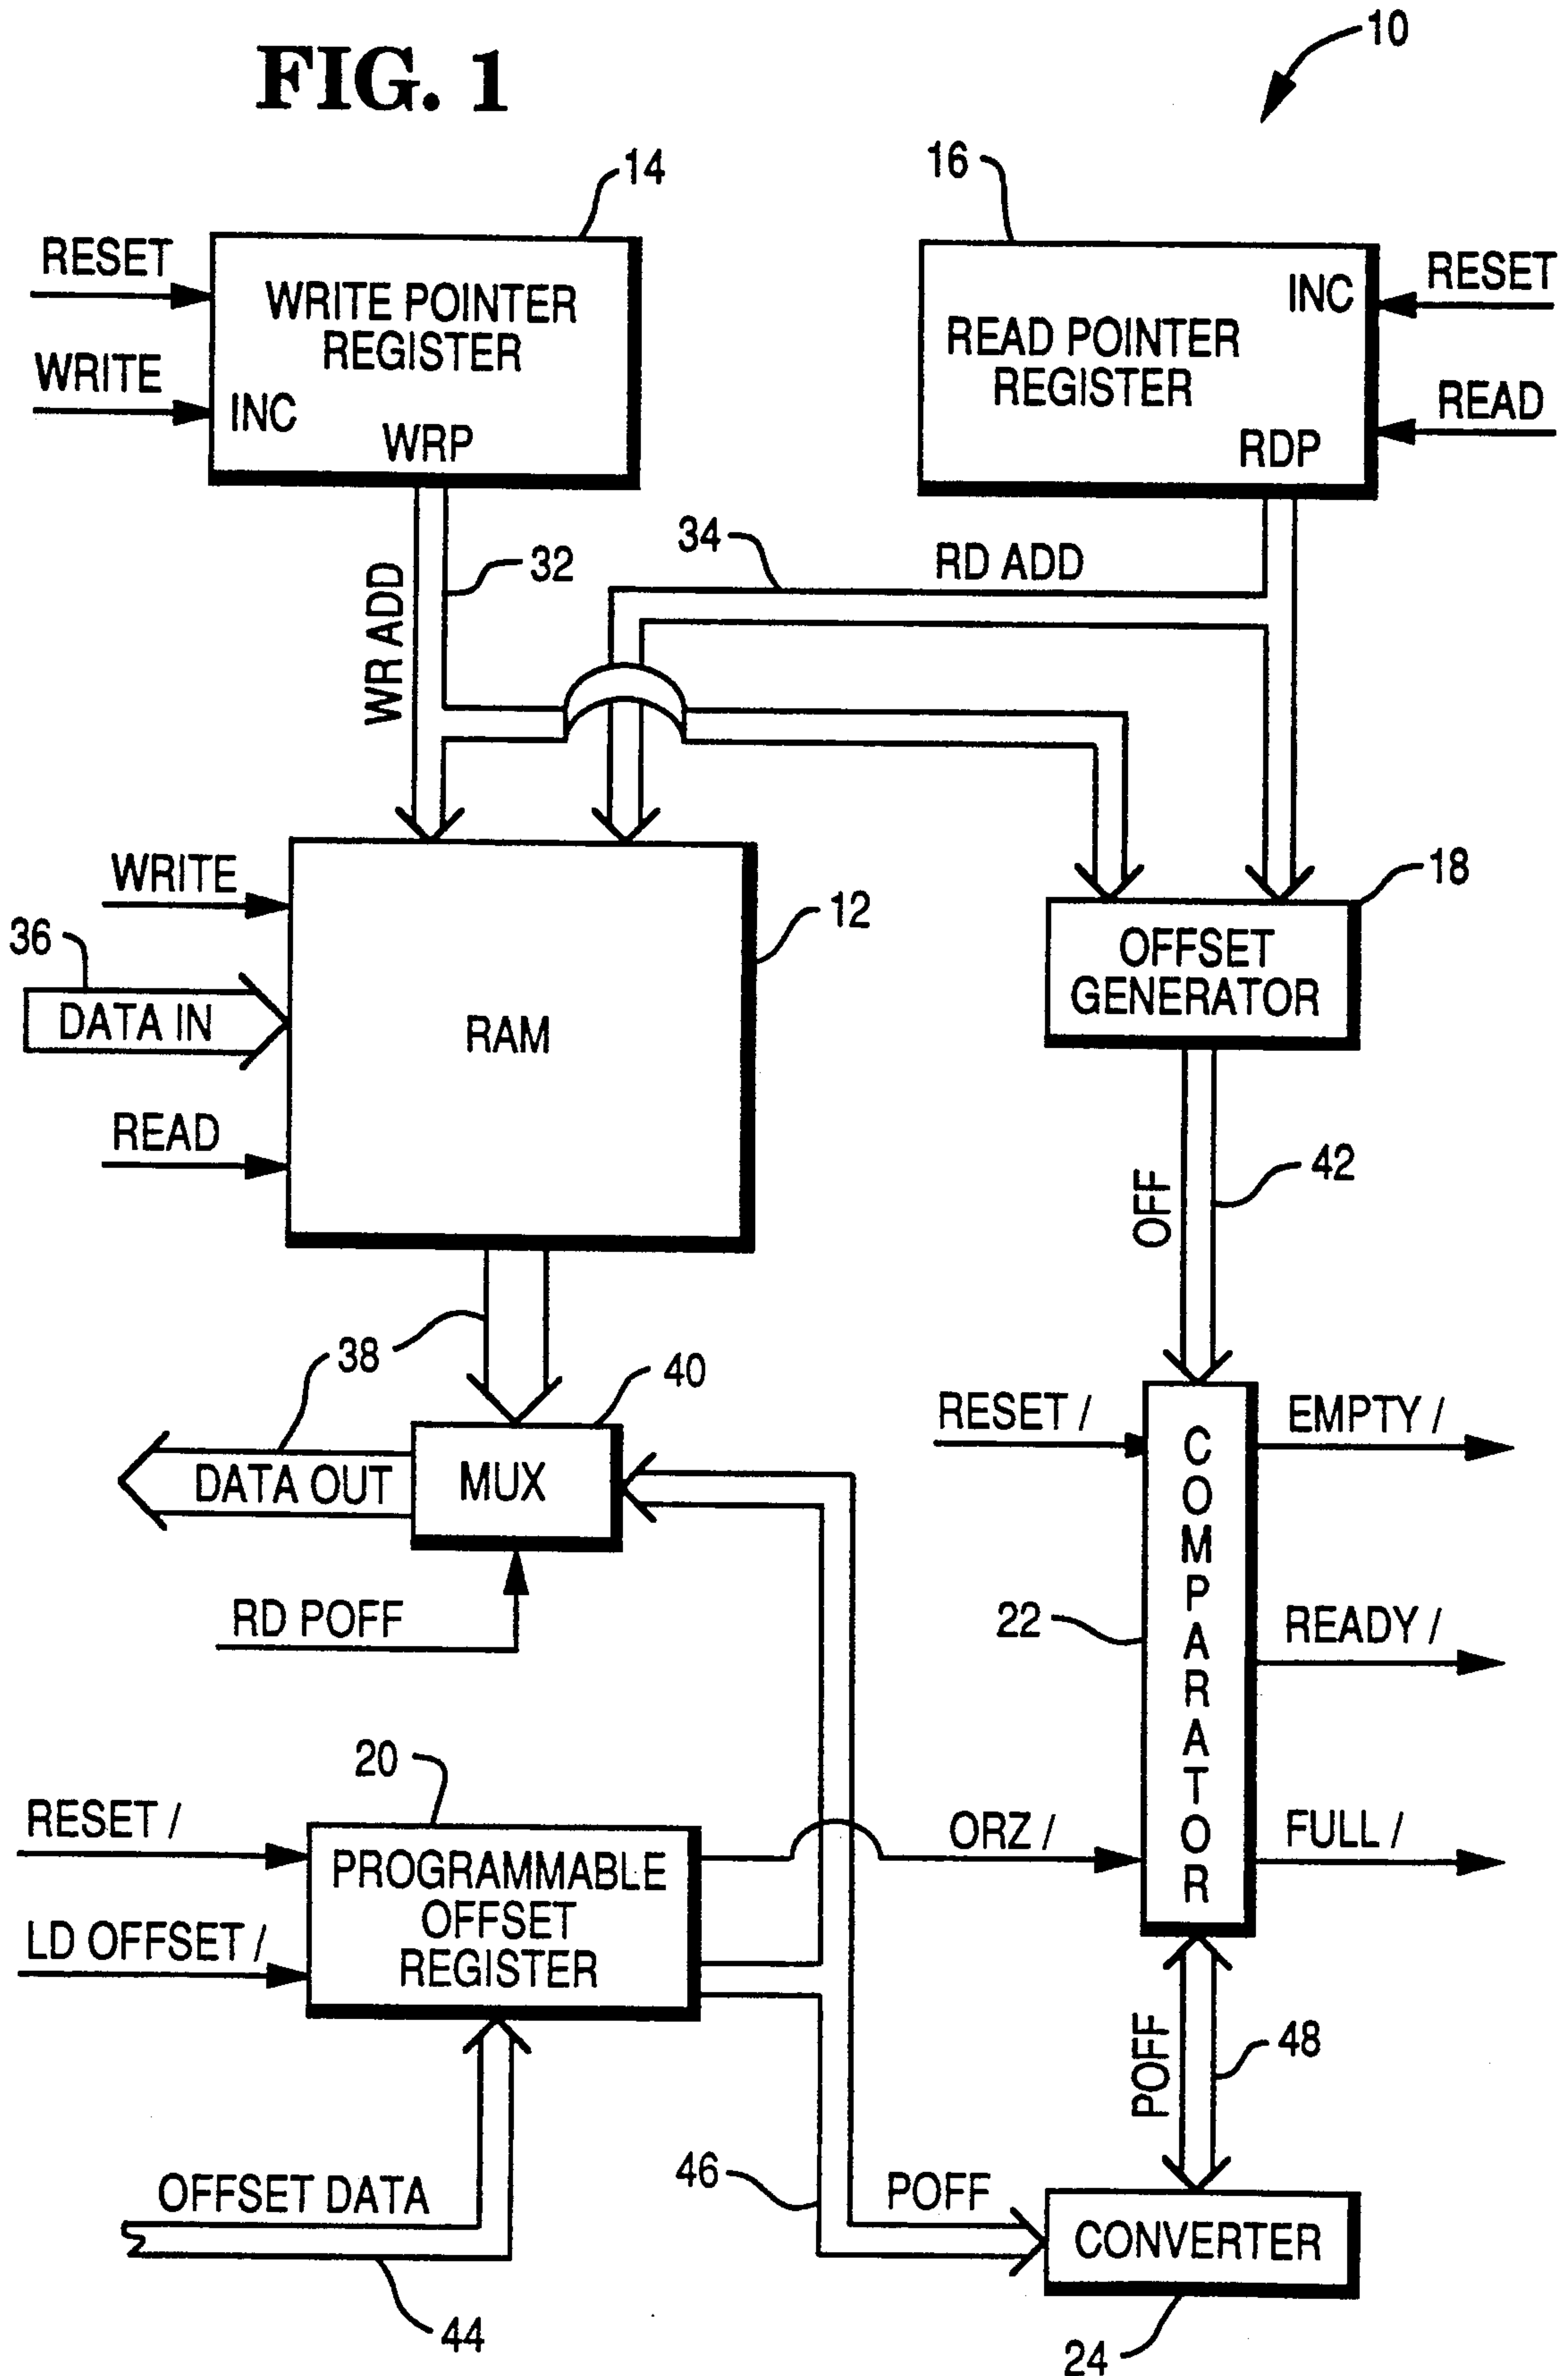 FIG. 1
10
14
16
RESET
WRITE POINTER
REGISTER
WRITE
INC
WRP
INC
RESET
READ POINTER
REGISTER
READ
RDP
32
34
RD ADD
WR ADD
WRITE
12
18
36
DATA IN
RAM
OFFSET
GENERATOR
READ
OFF
42
38
40
DATA OUT
MUX
RD POFF
RESET /
COMPARATOR
EMPTY /
22
READY /
20
RESET /
PROGRAMMABLE
OFFSET
REGISTER
ORZ /
FULL /
LD OFFSET /
POFF
48
OFFSET DATA
46
POFF
CONVERTER
44
24